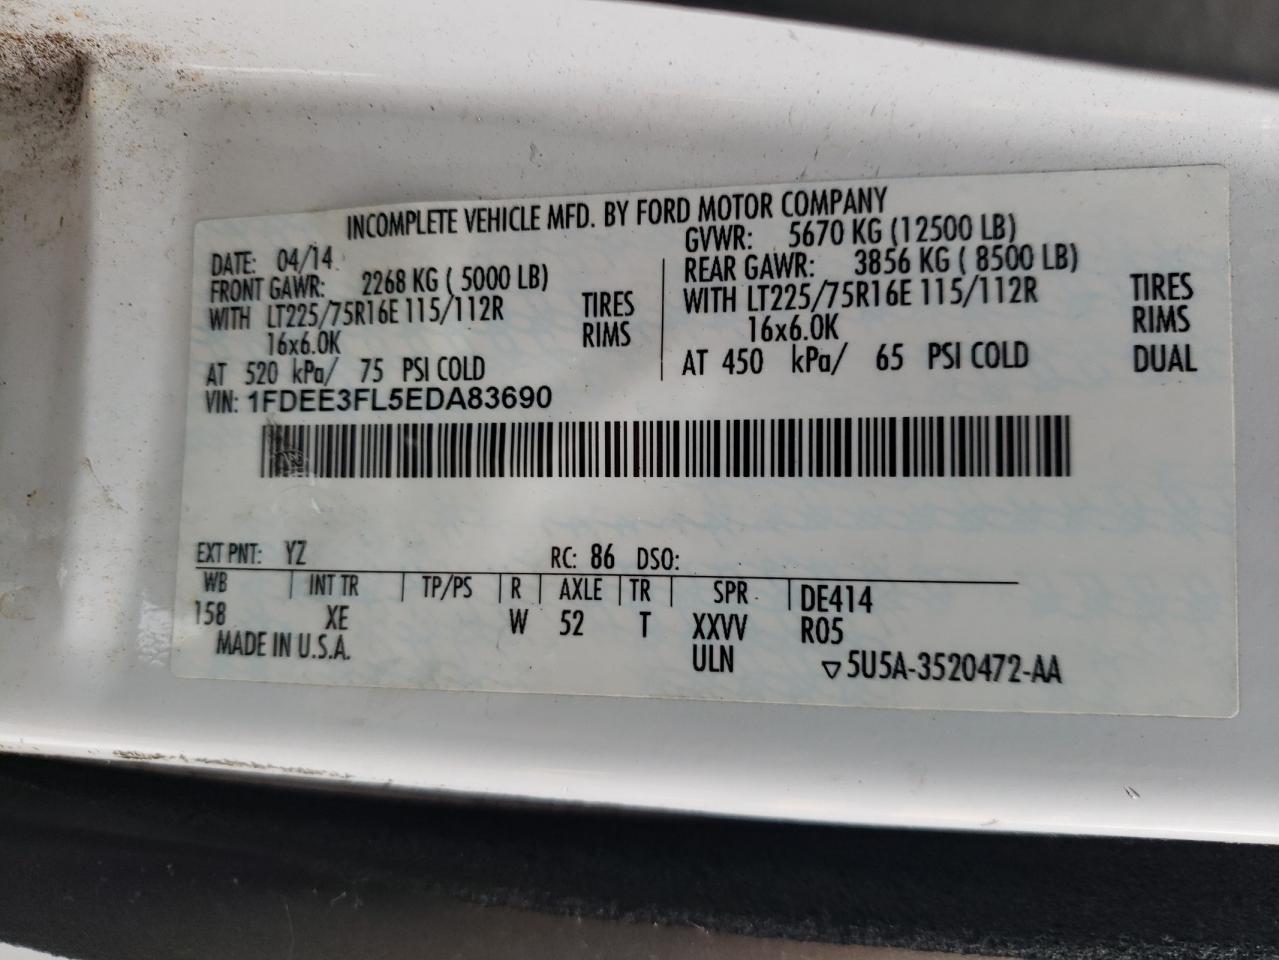 INCOMPLETE VEHICLE MFD. BY FORD MOTOR COMPANY
DATE: 04/14 GVWR: 5670 KG (12500 LB)
FRONT GAWR: 2268 KG ( 5000 LB) REAR GAWR: 3856 KG ( 8500 LB)
WITH LT225/75R16E 115/112R TIRES WITH LT225/75R16E 115/112R TIRES
16x6.0K RIMS 16x6.0K RIMS
AT 520 kPa/ 75 PSI COLD AT 450 kPa/ 65 PSI COLD DUAL
VIN: 1FDEE3FL5EDA83690
EXT PNT: YZ RC: 86 DSO:
WB INT TR TP/PS R AXLE TR SPR DE414
158 XE W 52 T XXVV R05
MADE IN U.S.A. ULN ▽5U5A-3520472-AA